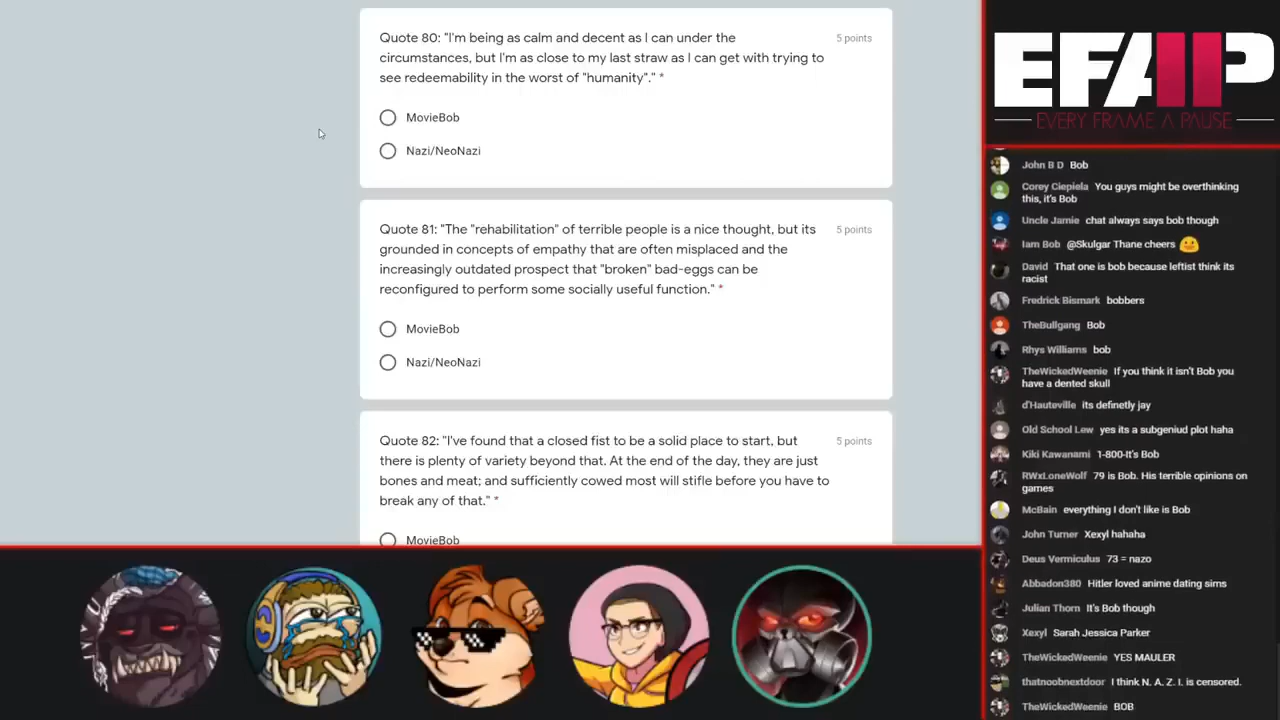 Quote 80: "I'm being as calm and decent as I can under the
circumstances, but I'm as close to my last straw as I can get with trying to
see redeemability in the worst of "humanity"." *
5 points
MovieBob
Nazi/NeoNazi
Quote 81: "The "rehabilitation" of terrible people is a nice thought, but its
grounded in concepts of empathy that are often misplaced and the
increasingly outdated prospect that "broken" bad-eggs can be
reconfigured to perform some socially useful function." *
5 points
MovieBob
Nazi/NeoNazi
Quote 82: "I've found that a closed fist to be a solid place to start, but
there is plenty of variety beyond that. At the end of the day, they are just
bones and meat; and sufficiently cowed most will stifle before you have to
break any of that." *
5 points
MovieBob
EFAP
EVERY FRAME A PAUSE
John B D Bob
Corey Ciepiela You guys might be overthinking
this, it's Bob
Uncle Jamie chat always says bob though
Iam Bob @Skulgar Thane cheers
David That one is bob because leftist think its
racist
Fredrick Bismark bobbers
TheBullgang Bob
Rhys Williams bob
TheWickedWeenie If you think it isn't Bob you
have a dented skull
d'Hauteville its definetly jay
Old School Lew yes its a subgeniud plot haha
Kiki Kawanami 1-800-It's Bob
RWxLoneWolf 79 is Bob. His terrible opinions on
games
McBain everything I don't like is Bob
John Turner Xexyl hahaha
Deus Vermiculus 73 = nazo
Abbadon380 Hitler loved anime dating sims
Julian Thorn It's Bob though
Xexyl Sarah Jessica Parker
TheWickedWeenie YES MAULER
thatnoobnextdoor I think N. A. Z. I. is censored.
TheWickedWeenie BOB